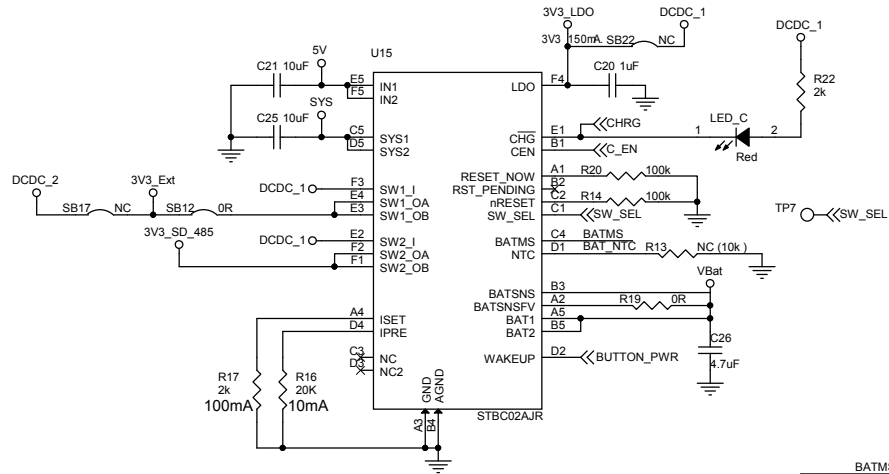 3V3_LDO
DCDC_1
DCDC_1
3V3 150mA. SB22 NC
U15
C21 10uF
5V
E5
F5
IN1
IN2
LDO
F4
C20 1uF
R22
2k
SYS
C25 10uF
C5
D5
SYS1
SYS2
CHG
CEN
E1
B1
CHRG
C_EN
1
LED_C
2
Red
DCDC_2
3V3_Ext
SB17 NC
SB12 0R
DCDC_1
F3
E4
E3
SW1_I
SW1_OA
SW1_OB
RESET_NOW
RST_PENDING
nRESET
SW_SEL
A1
B2
C2
C1
R20 100k
R14 100k
SW_SEL
TP7
SW_SEL
3V3_SD_485
DCDC_1
E2
F2
F1
SW2_I
SW2_OA
SW2_OB
BATMS
NTC
C4
D1
BATMS
BAT_NTC
R13 NC (10k )
VBat
BATSNS
BATSNSFV
BAT1
BAT2
B3
A2
A5
B5
R19 0R
A4
D4
ISET
IPRE
C26
4.7uF
C3
D3
NC
NC2
WAKEUP
D2
BUTTON_PWR
R17
2k
100mA
R16
20K
10mA
GND
AGND
A3
B4
STBC02AJR
BATMS